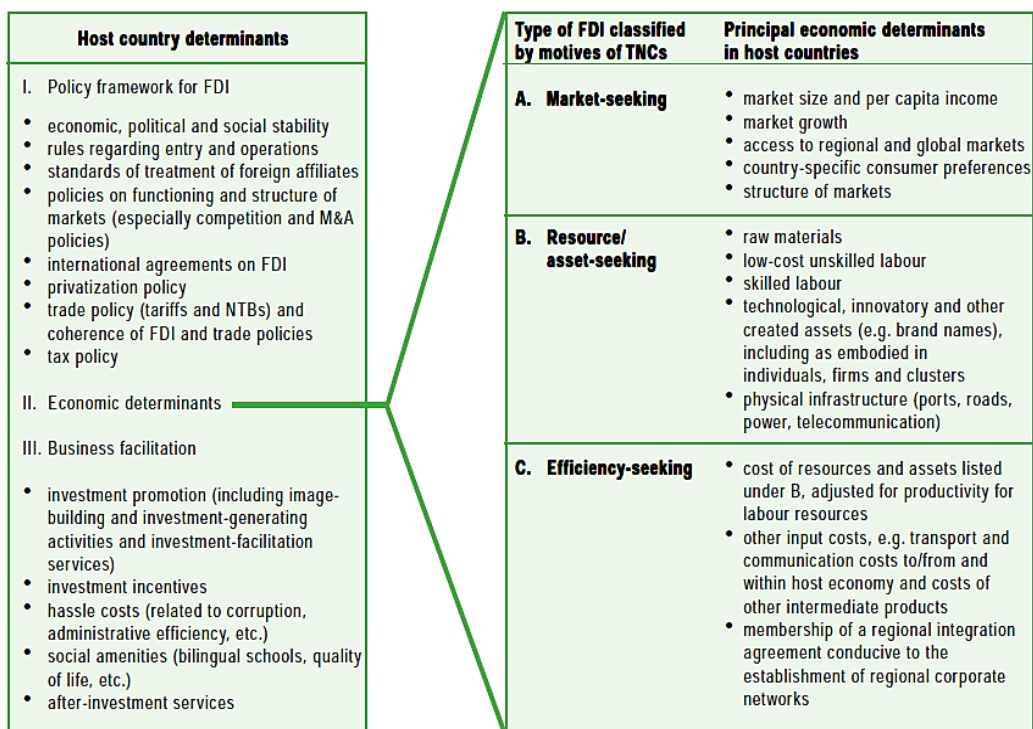 Host country determinants
I. Policy framework for FDI
• economic, political and social stability
• rules regarding entry and operations
• standards of treatment of foreign affiliates
• policies on functioning and structure of
markets (especially competition and M&A
policies)
• international agreements on FDI
• privatization policy
• trade policy (tariffs and NTBs) and
coherence of FDI and trade policies
• tax policy
II. Economic determinants
III. Business facilitation
• investment promotion (including image-
building and investment-generating
activities and investment-facilitation
services)
• investment incentives
• hassle costs (related to corruption,
administrative efficiency, etc.)
• social amenities (bilingual schools, quality
of life, etc.)
• after-investment services
Type of FDI classified
by motives of TNCs
Principal economic determinants
in host countries
A. Market-seeking
• market size and per capita income
• market growth
• access to regional and global markets
• country-specific consumer preferences
• structure of markets
B. Resource/
asset-seeking
• raw materials
• low-cost unskilled labour
• skilled labour
• technological, innovatory and other
created assets (e.g. brand names),
including as embodied in
individuals, firms and clusters
• physical infrastructure (ports, roads,
power, telecommunication)
C. Efficiency-seeking
• cost of resources and assets listed
under B, adjusted for productivity for
labour resources
• other input costs, e.g. transport and
communication costs to/from and
within host economy and costs of
other intermediate products
• membership of a regional integration
agreement conducive to the
establishment of regional corporate
networks